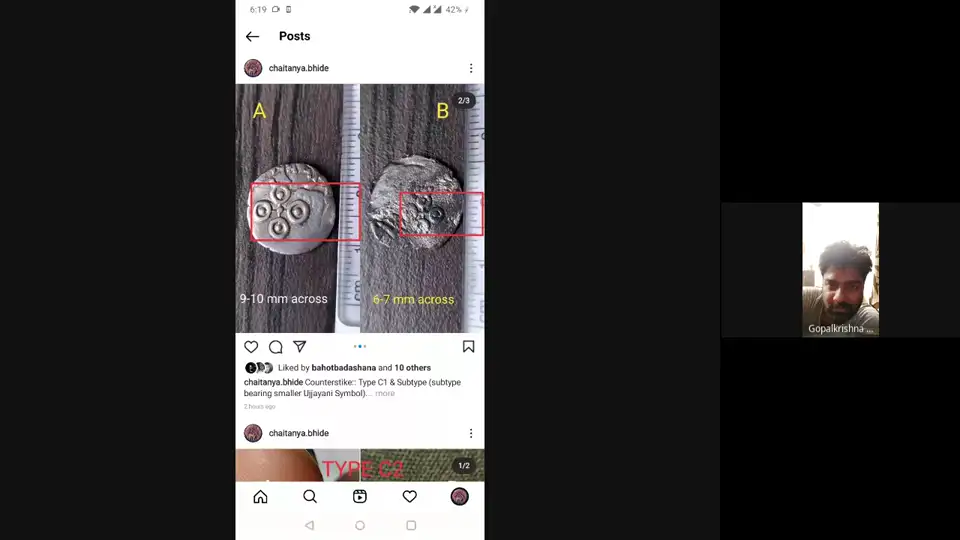 6:19
42%
Posts
chaitanya.bhide
A
B
2/3
9-10 mm across
6-7 mm across
Liked by bahotbadashana and 10 others
chaitanya.bhide Counterstike:: Type C1 & Subtype (subtype
bearing smaller Ujjayani Symbol)... more
2 hours ago
chaitanya.bhide
TYPE C2
1/2
Gopalkrishna ...